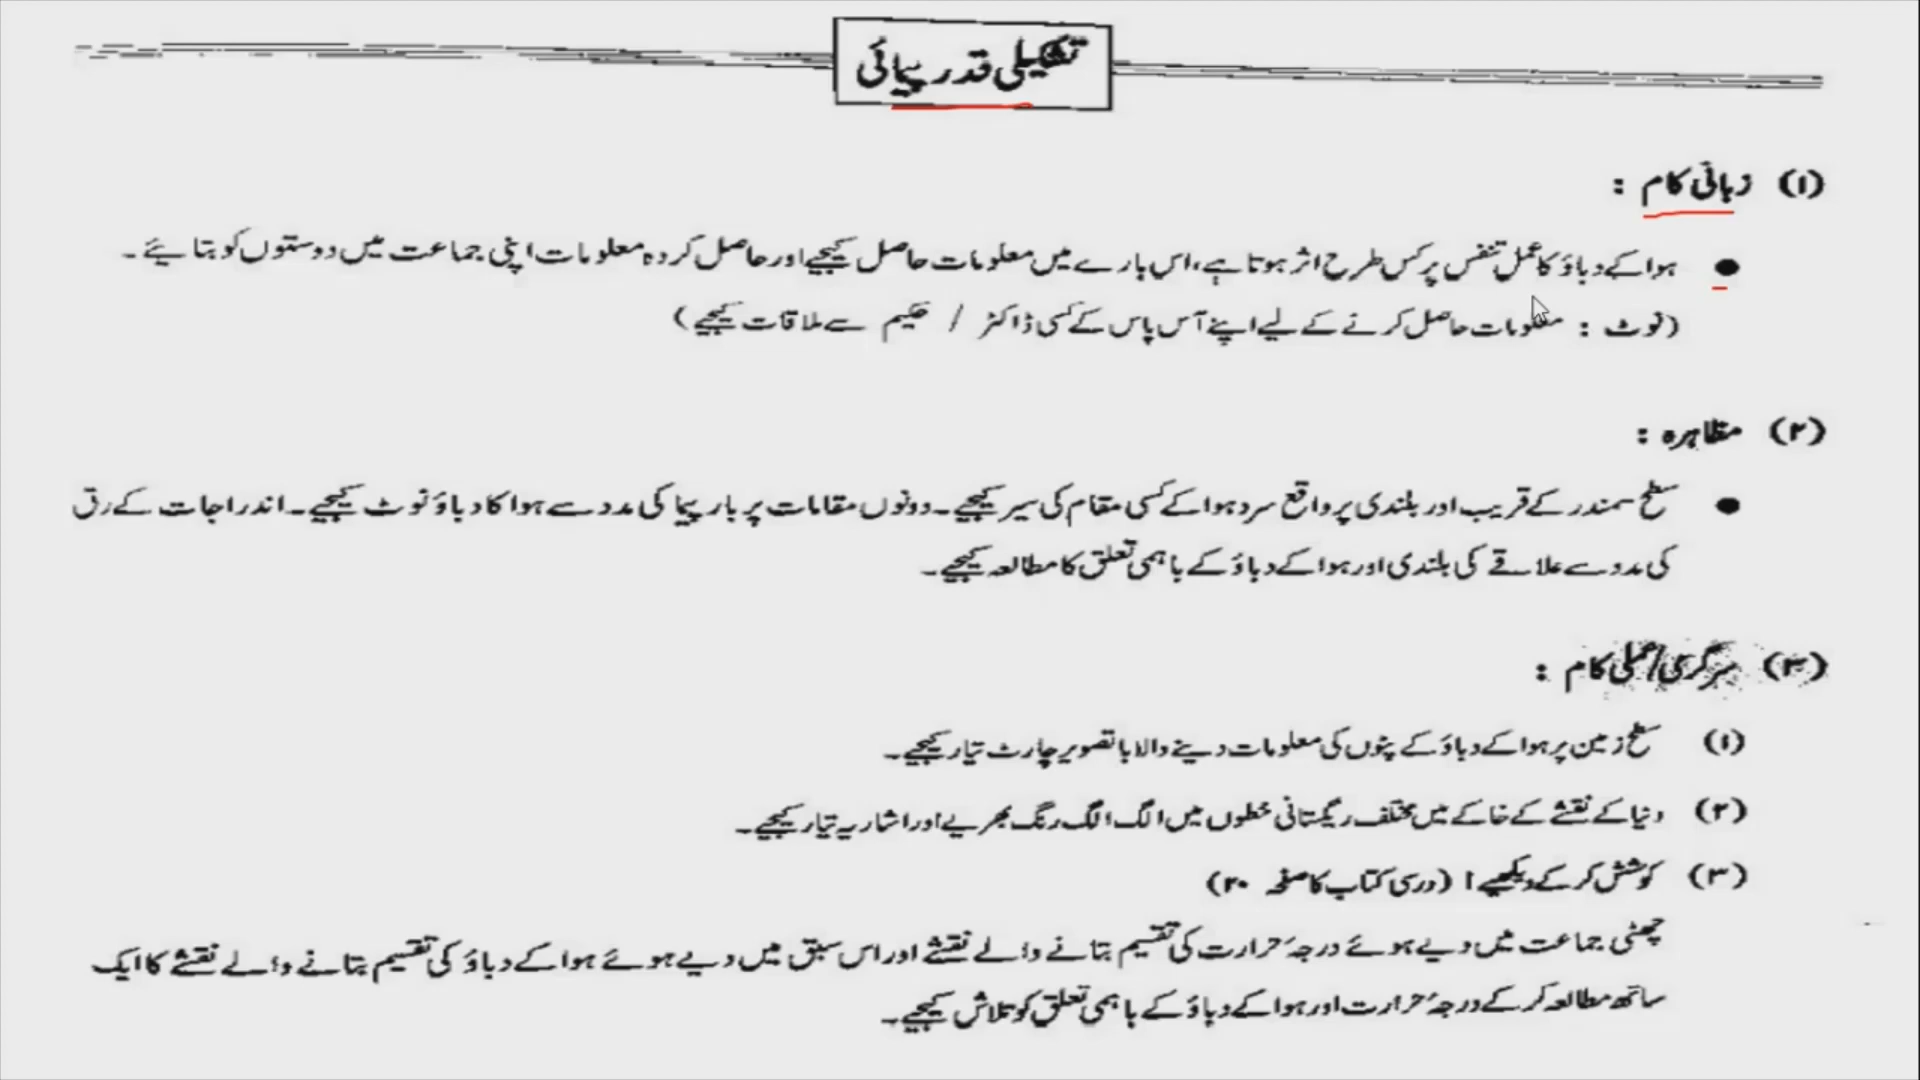 تشکیلی قدر پیمائی
(۱) زبانی کام :
● ہوا کے دباؤ کا عملِ تنفس پر کس طرح اثر ہوتا ہے، اس بارے میں معلومات حاصل کیجیے اور حاصل کردہ معلومات اپنی جماعت میں دوستوں کو بتائیے۔
(نوٹ : معلومات حاصل کرنے کے لیے اپنے آس پاس کے کسی ڈاکٹر / حکیم سے ملاقات کیجیے)
(۲) مظاہرہ :
● سطح سمندر کے قریب اور بلندی پر واقع سرد ہوا کے کسی مقام کی سیر کیجیے۔ دونوں مقامات پر بار پیما کی مدد سے ہوا کا دباؤ نوٹ کیجیے۔ اندراجات کے رق
کی مدد سے علاقے کی بلندی اور ہوا کے دباؤ کے باہمی تعلق کا مطالعہ کیجیے۔
(۳) سرگرمی/عملی کام :
(۱) سطح زمین پر ہوا کے دباؤ کے پٹوں کی معلومات دینے والا با تصویر چارٹ تیار کیجیے۔
(۲) دنیا کے نقشے کے خاکے میں مختلف ریگستانی خطوں میں الگ الگ رنگ بھریے اور اشاریہ تیار کیجیے۔
(۳) کوشش کر کے دیکھیے! (درسی کتاب کا صفحہ ۲۰)
چھٹی جماعت میں دیے ہوئے درجۂ حرارت کی تقسیم بتانے والے نقشے اور اس سبق میں دیے ہوئے ہوا کے دباؤ کی تقسیم بتانے والے نقشے کا ایک
ساتھ مطالعہ کر کے درجۂ حرارت اور ہوا کے دباؤ کے باہمی تعلق کو تلاش کیجیے۔